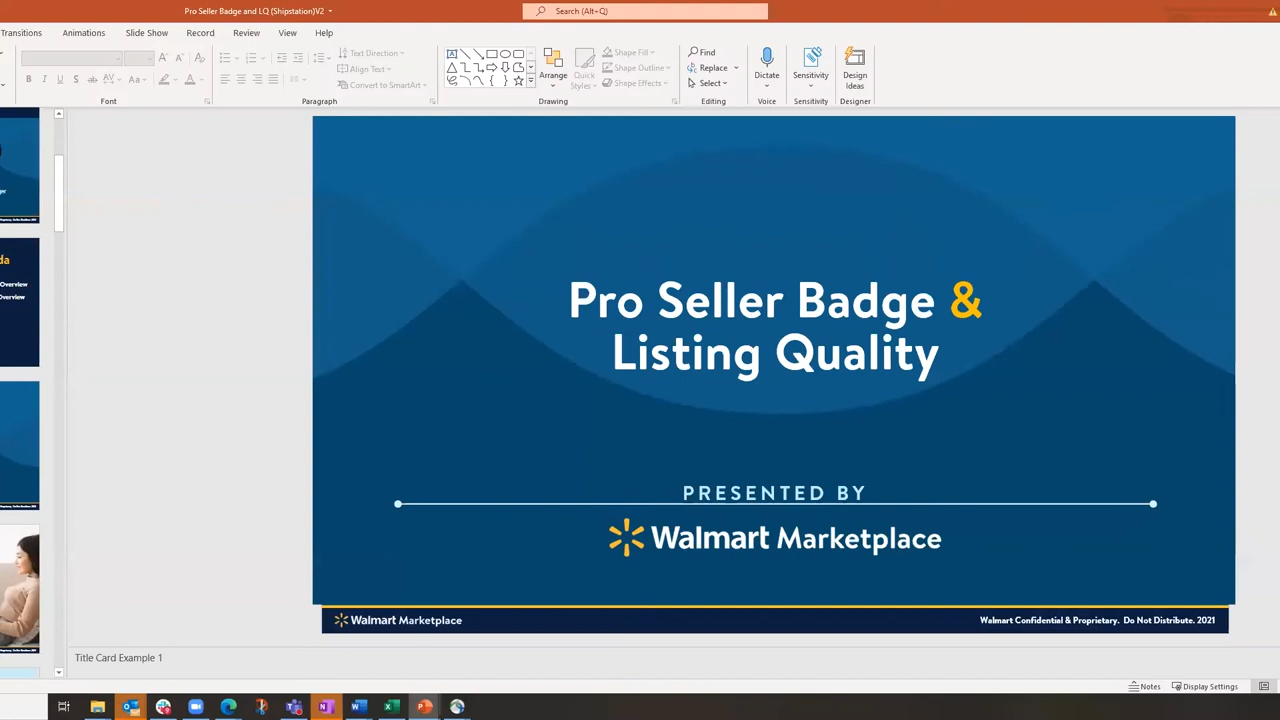 Pro Seller Badge and LQ (Shipstation)V2
Search (Alt+Q)
Transitions
Animations
Slide Show
Record
Review
View
Help
Text Direction
Align Text
Convert to SmartArt
Arrange
Quick
Styles
Shape Fill
Shape Outline
Shape Effects
Find
Replace
Select
Dictate
Sensitivity
Design
Ideas
Font
Paragraph
Drawing
Editing
Voice
Sensitivity
Designer
Overview
Overview
Pro Seller Badge &
Listing Quality
PRESENTED BY
Walmart Marketplace
Walmart Marketplace
Walmart Confidential & Proprietary. Do Not Distribute. 2021
Title Card Example 1
Notes
Display Settings